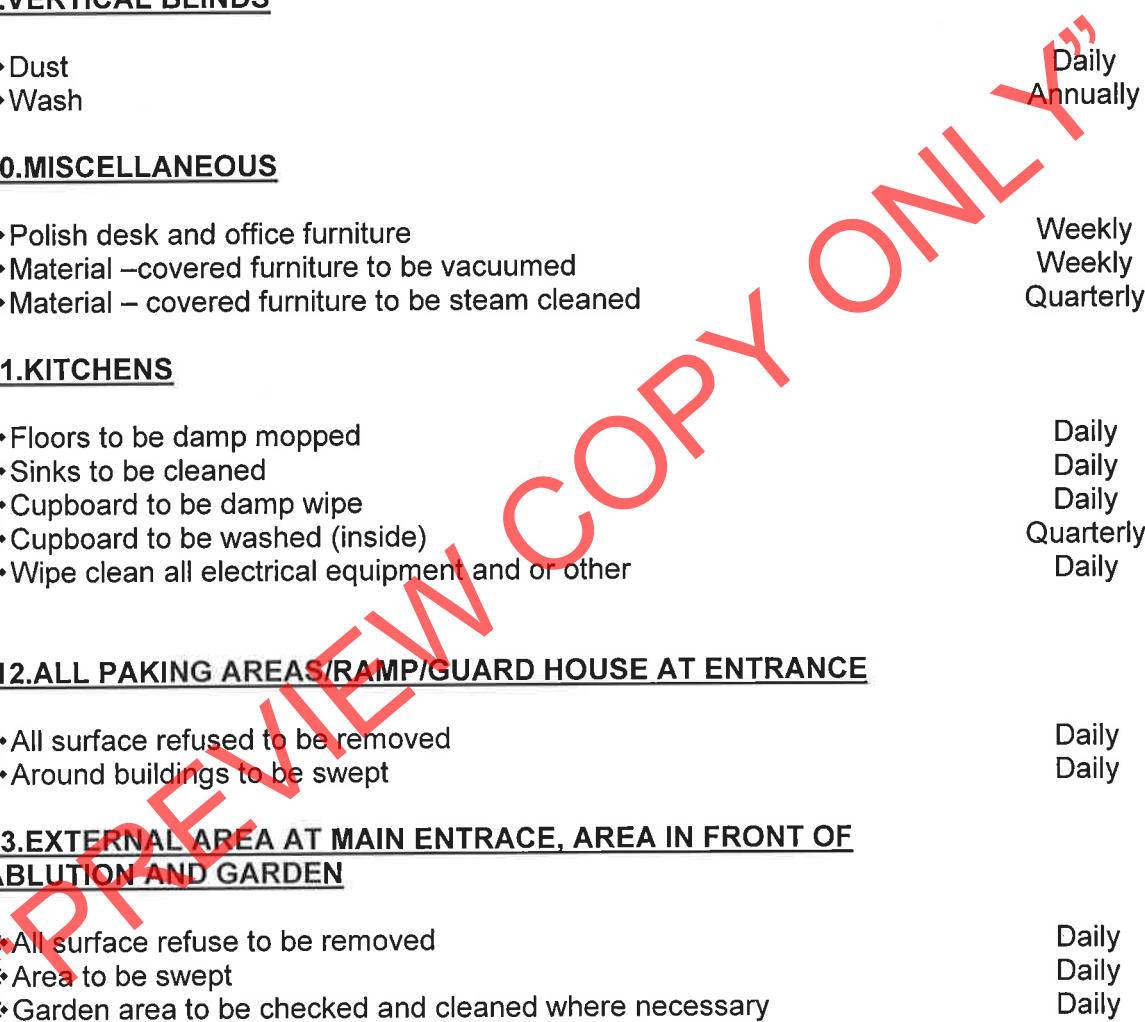 .VERTICAL BLINDS
Dust Daily
Wash Annually
0.MISCELLANEOUS
Polish desk and office furniture Weekly
Material –covered furniture to be vacuumed Weekly
Material – covered furniture to be steam cleaned Quarterly
1.KITCHENS
Floors to be damp mopped Daily
Sinks to be cleaned Daily
Cupboard to be damp wipe Daily
Cupboard to be washed (inside) Quarterly
Wipe clean all electrical equipment and or other Daily
12.ALL PAKING AREAS/RAMP/GUARD HOUSE AT ENTRANCE
All surface refused to be removed Daily
Around buildings to be swept Daily
3.EXTERNAL AREA AT MAIN ENTRACE, AREA IN FRONT OF
ABLUTION AND GARDEN
All surface refuse to be removed Daily
Area to be swept Daily
Garden area to be checked and cleaned where necessary Daily
"PREVIEW COPY ONLY"